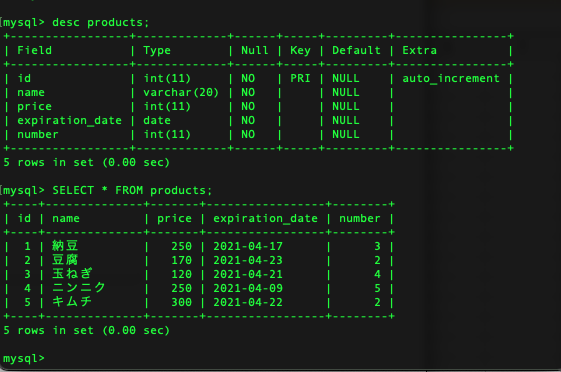 [mysql> desc products;
+-----------------+-------------+------+-----+---------+----------------+
| Field           | Type        | Null | Key | Default | Extra          |
+-----------------+-------------+------+-----+---------+----------------+
| id              | int(11)     | NO   | PRI | NULL    | auto_increment |
| name            | varchar(20) | NO   |     | NULL    |                |
| price           | int(11)     | NO   |     | NULL    |                |
| expiration_date | date        | NO   |     | NULL    |                |
| number          | int(11)     | NO   |     | NULL    |                |
+-----------------+-------------+------+-----+---------+----------------+
5 rows in set (0.00 sec)
[mysql> SELECT * FROM products;
+----+--------------+-------+-----------------+--------+
| id | name         | price | expiration_date | number |
+----+--------------+-------+-----------------+--------+
|  1 | 納豆         |   250 | 2021-04-17      |      3 |
|  2 | 豆腐         |   170 | 2021-04-23      |      2 |
|  3 | 玉ねぎ       |   120 | 2021-04-21      |      4 |
|  4 | ニンニク     |   250 | 2021-04-09      |      5 |
|  5 | キムチ       |   300 | 2021-04-22      |      2 |
+----+--------------+-------+-----------------+--------+
5 rows in set (0.00 sec)
mysql>